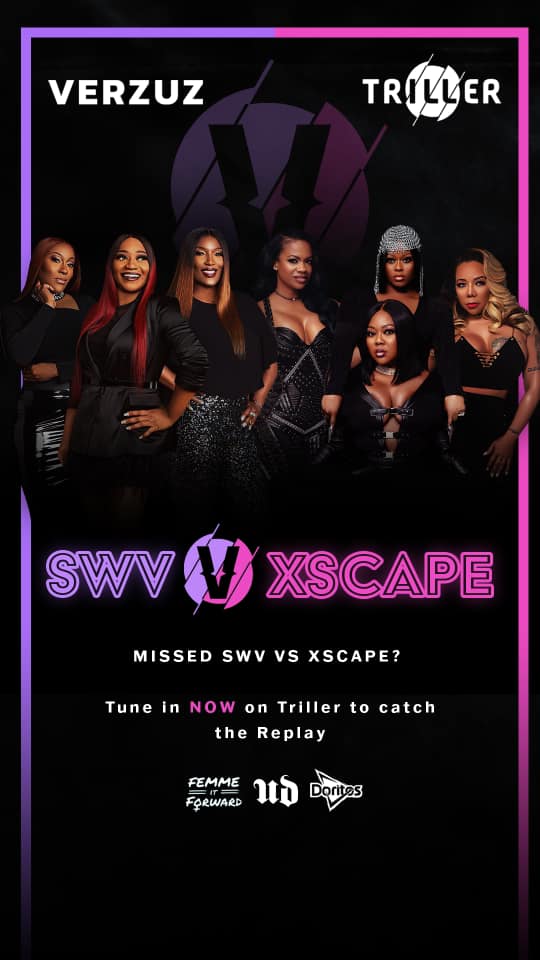 VERZUZ
TRILLER
V
SWV V XSCAPE
MISSED SWV VS XSCAPE?
Tune in NOW on Triller to catch
the Replay
FEMME
IT
FORWARD
UD
Doritos